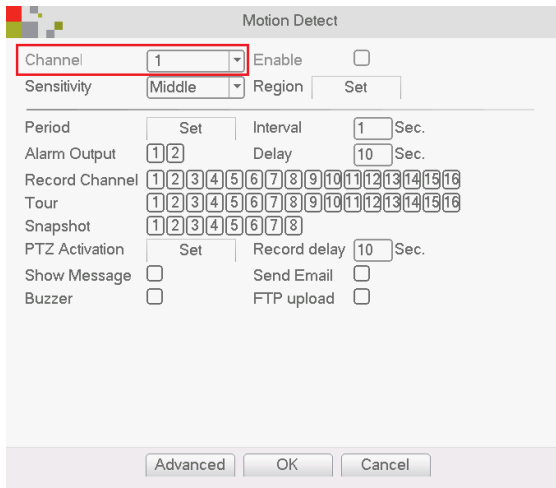 Motion Detect
Channel 1 Enable
Sensitivity Middle Region Set
Period Set Interval 1 Sec.
Alarm Output 1 2 Delay 10 Sec.
Record Channel 1 2 3 4 5 6 7 8 9 10 11 12 13 14 15 16
Tour 1 2 3 4 5 6 7 8 9 10 11 12 13 14 15 16
Snapshot 1 2 3 4 5 6 7 8
PTZ Activation Set Record delay 10 Sec.
Show Message Send Email
Buzzer FTP upload
Advanced OK Cancel